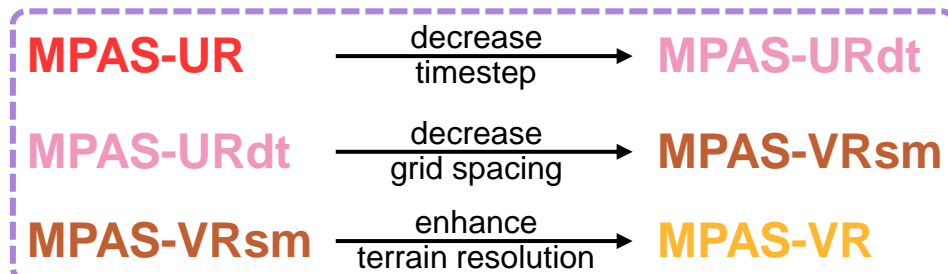 MPAS-UR decrease timestep MPAS-URdt
MPAS-URdt decrease grid spacing MPAS-VRsm
MPAS-VRsm enhance terrain resolution MPAS-VR